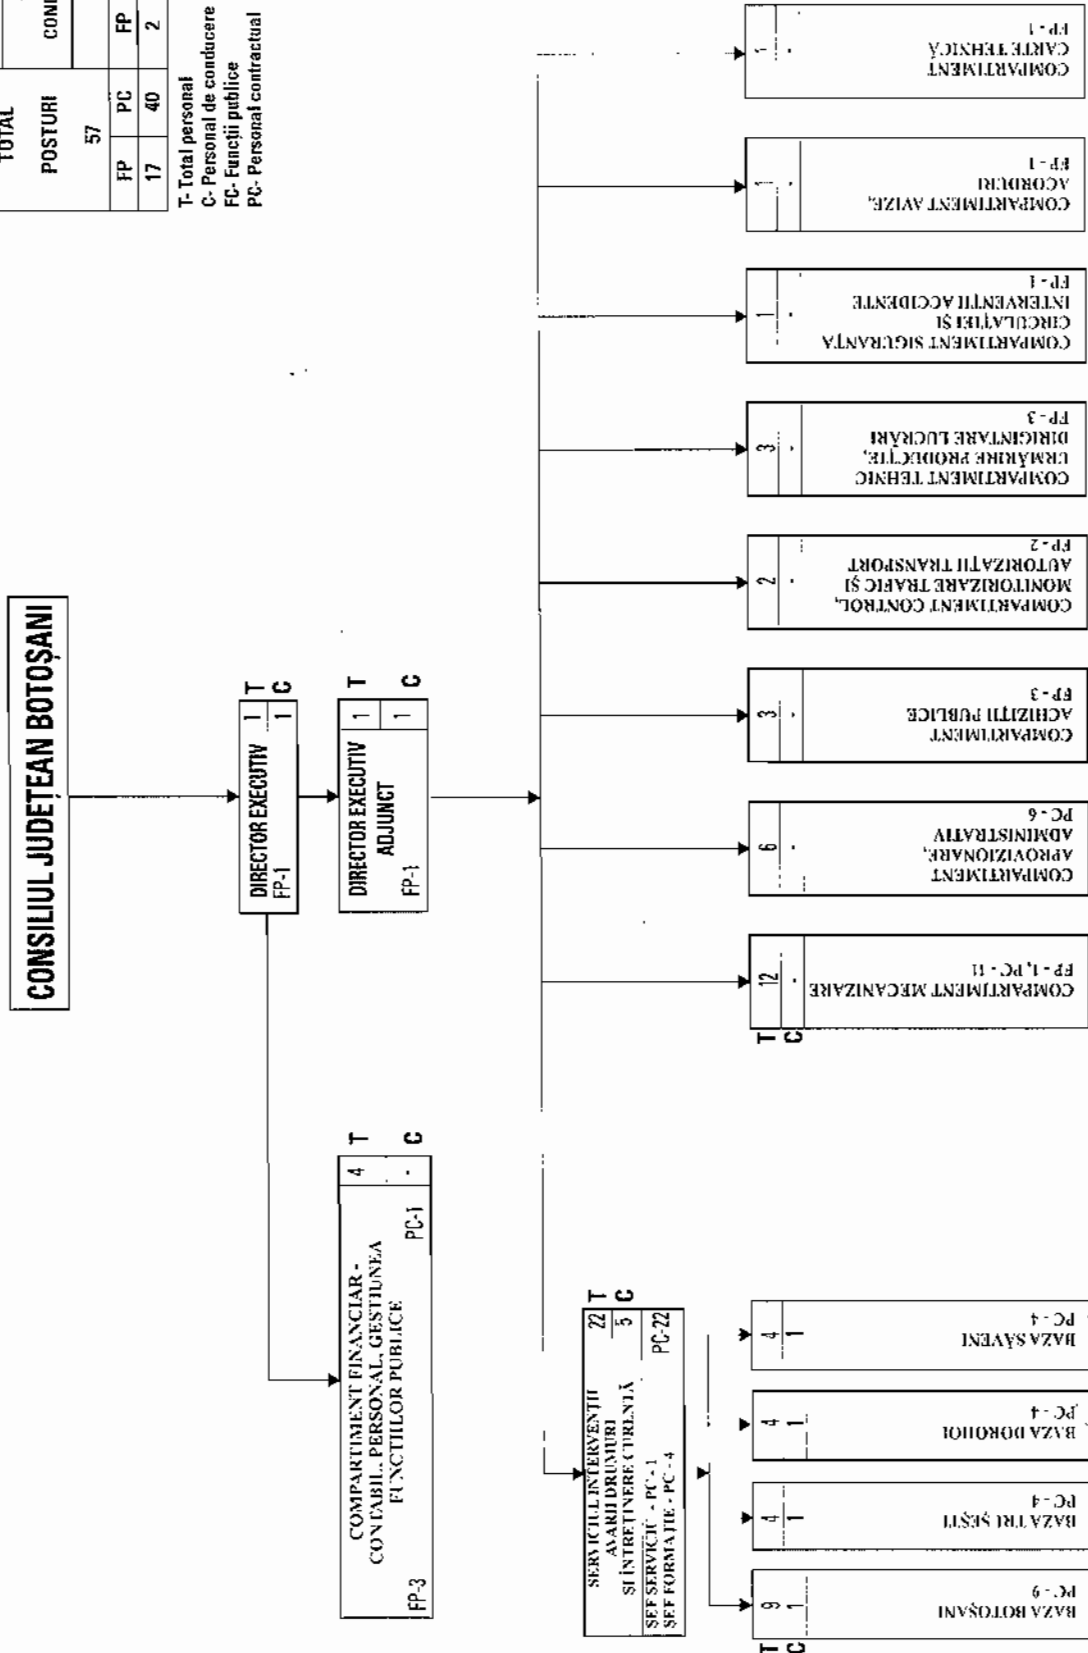 TOTAL
POSTURI
57
FP PC FP
17 40 2
T- Total personal
C- Personal de conducere
FC- Funcții publice
PC- Personal contractual
CONSILIUL JUDEȚEAN BOTOȘANI
DIRECTOR EXECUTIV 1 T
FP-1 1 C
DIRECTOR EXECUTIV 1 T
ADJUNCT
FP-1 1 C
COMPARTIMENT FINANCIAR - 4 T
CONTABIL, PERSONAL, GESTIUNEA
FUNCTIILOR PUBLICE
FP-3 PC-1 - C
SERVICIUL INTERVENȚII 22 T
AVARII DRUMURI 5 C
ȘI ÎNTREȚINERE CURENTĂ
ȘEF SERVICIU - PC - 1 PC-22
ȘEF FORMAȚIE - PC - 4
T 9
C 1
BAZA BOTOȘANI
PC - 9
4
1
BAZA TRUȘEȘTI
PC - 4
4
1
BAZA DOROHOI
PC - 4
4
1
BAZA SĂVENI
PC - 4
T 12
C -
COMPARTIMENT MECANIZARE
FP - 1, PC - 11
6
-
COMPARTIMENT
APROVIZIONARE,
ADMINISTRATIV
PC - 6
3
-
COMPARTIMENT
ACHIZIȚII PUBLICE
FP - 3
2
-
COMPARTIMENT CONTROL,
MONITORIZARE TRAFIC ȘI
AUTORIZAȚII TRANSPORT
FP - 2
3
-
COMPARTIMENT TEHNIC
URMĂRIRE PRODUCȚIE,
DIRIGINTARE LUCRĂRI
FP - 3
1
-
COMPARTIMENT SIGURANȚA
CIRCULAȚIEI ȘI
INTERVENȚII ACCIDENTE
FP - 1
1
-
COMPARTIMENT AVIZE,
ACORDURI
FP - 1
1
-
COMPARTIMENT
CARTE TEHNICĂ
FP - 1